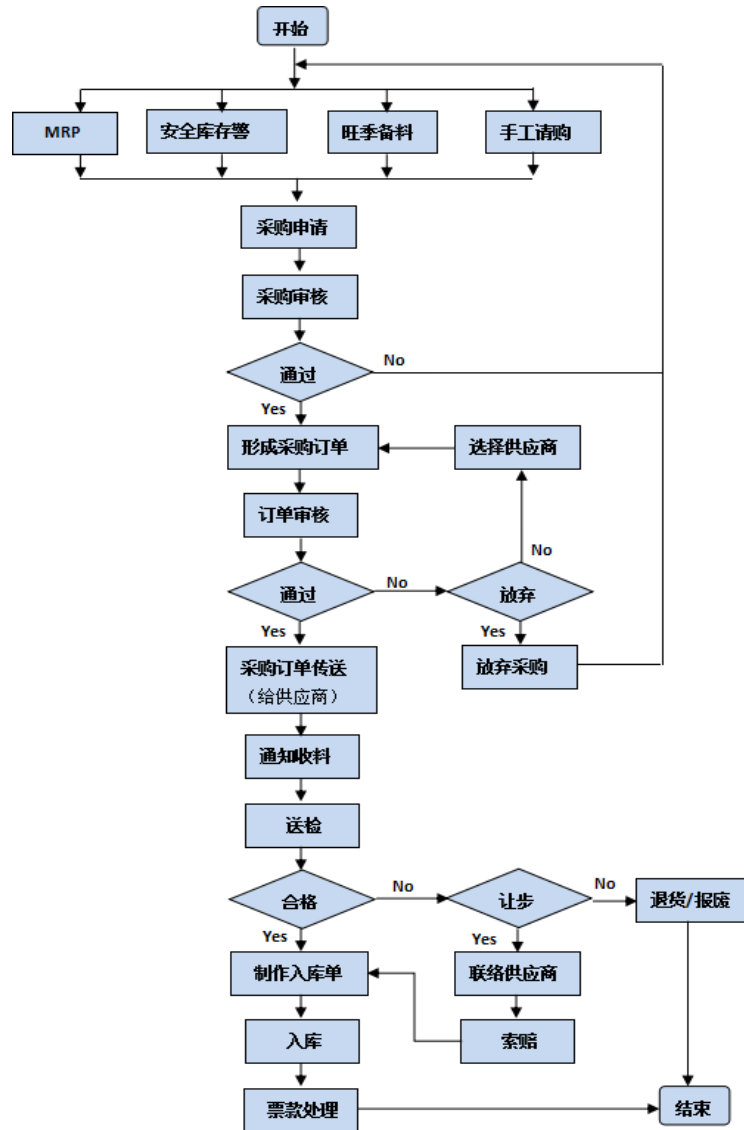 开始
MRP
安全库存警
旺季备料
手工请购
采购申请
采购审核
通过
No
Yes
形成采购订单
选择供应商
订单审核
No
通过
No
放弃
Yes
Yes
采购订单传送
（给供应商）
放弃采购
通知收料
送检
合格
No
让步
No
退货/报废
Yes
Yes
制作入库单
联络供应商
入库
索赔
票款处理
结束